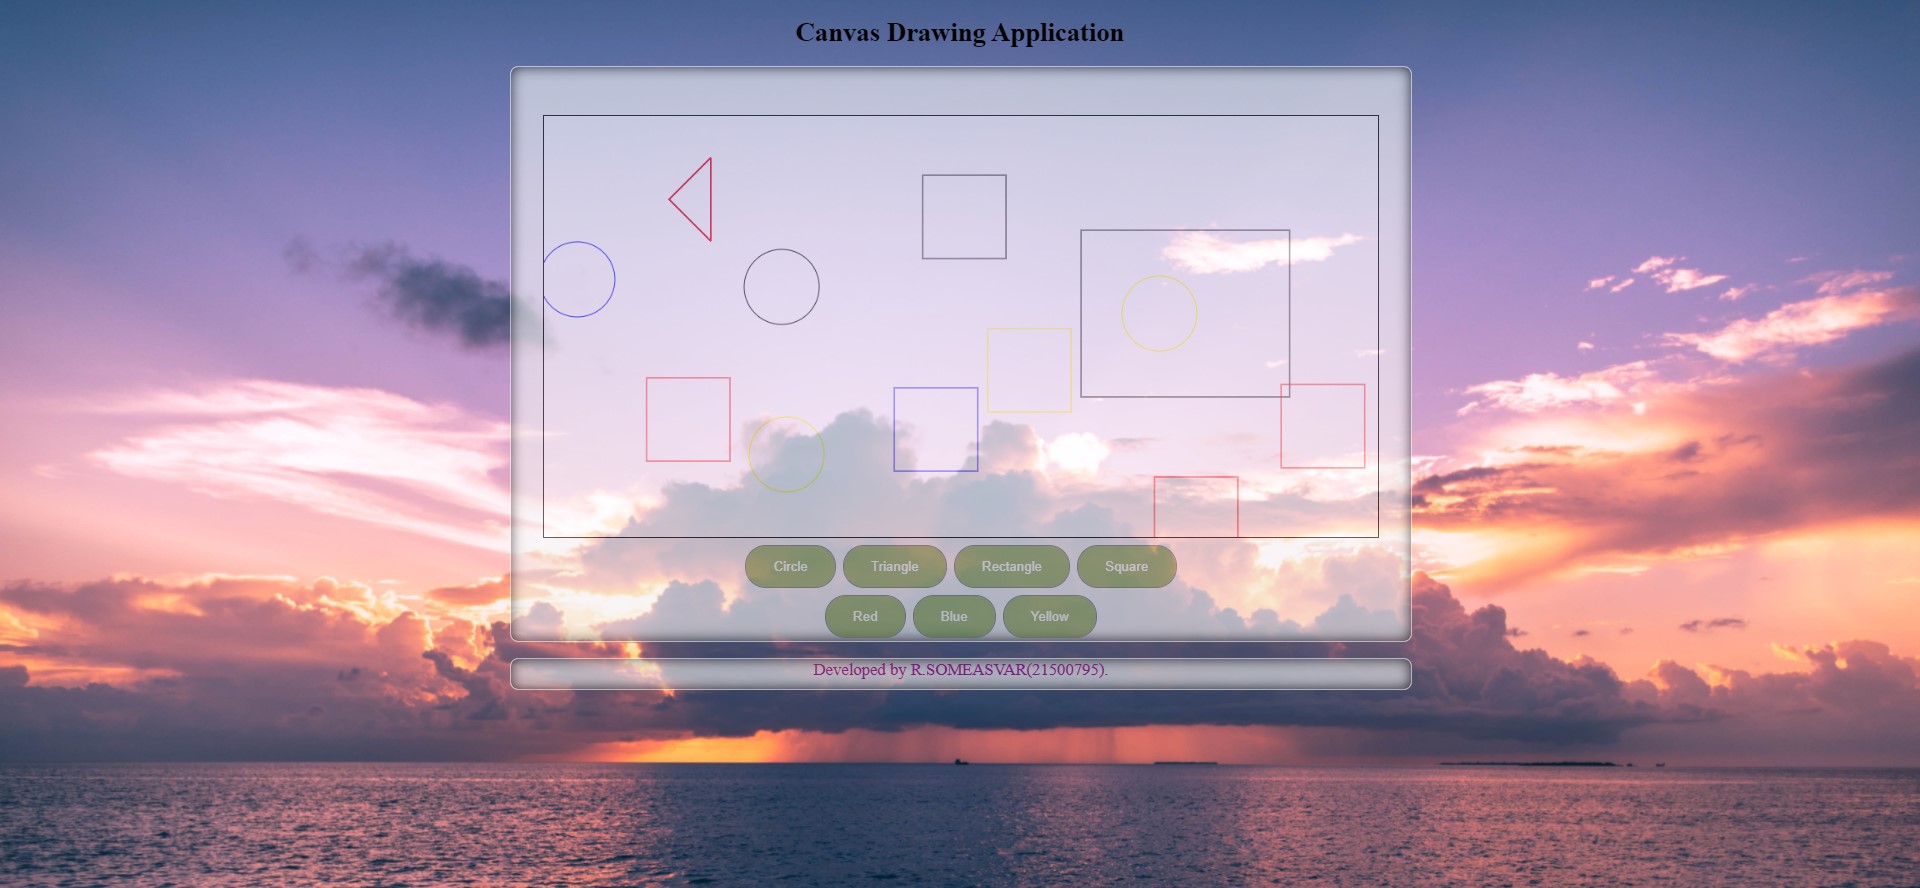 Canvas Drawing Application
Circle Triangle Rectangle Square
Red Blue Yellow
Developed by R.SOMEASVAR(21500795).